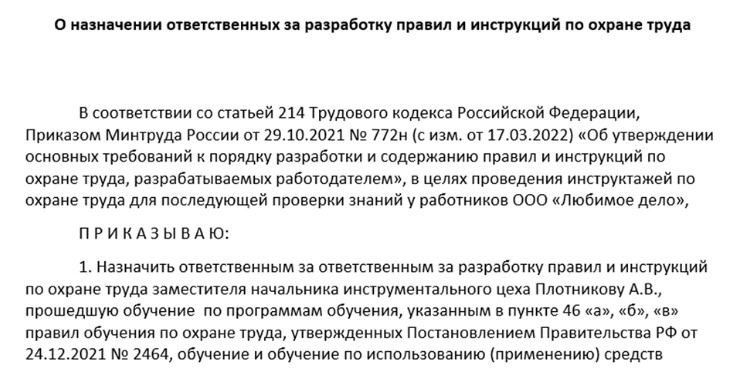 О назначении ответственных за разработку правил и инструкций по охране труда
В соответствии со статьей 214 Трудового кодекса Российской Федерации,
Приказом Минтруда России от 29.10.2021 № 772н (с изм. от 17.03.2022) «Об утверждении
основных требований к порядку разработки и содержанию правил и инструкций по
охране труда, разрабатываемых работодателем», в целях проведения инструктажей по
охране труда для последующей проверки знаний у работников ООО «Любимое дело»,
П Р И К А З Ы В А Ю:
1. Назначить ответственным за ответственным за разработку правил и инструкций
по охране труда заместителя начальника инструментального цеха Плотникову А.В.,
прошедшую обучение по программам обучения, указанным в пункте 46 «а», «б», «в»
правил обучения по охране труда, утвержденных Постановлением Правительства РФ от
24.12.2021 № 2464, обучение и обучение по использованию (применению) средств